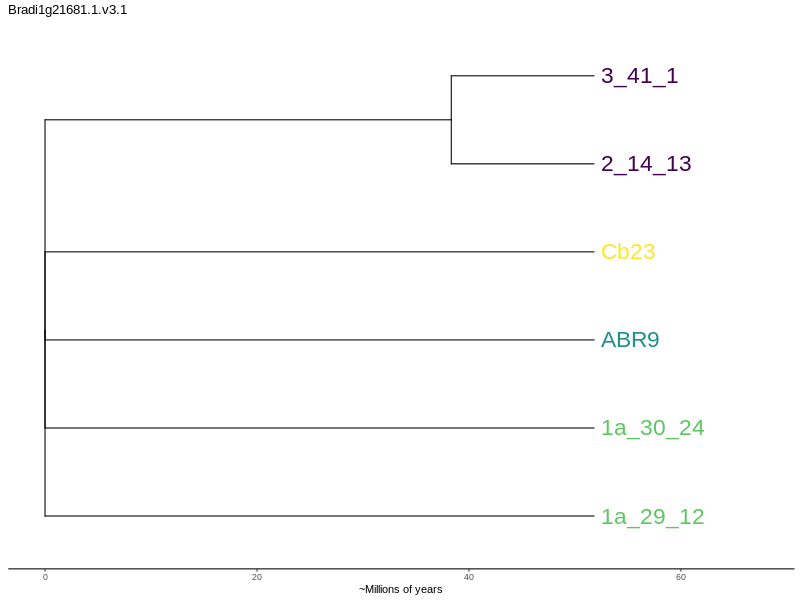 Bradi1g21681.1.v3.1
3_41_1
2_14_13
Cb23
ABR9
1a_30_24
1a_29_12
0 20 40 60
~Millions of years